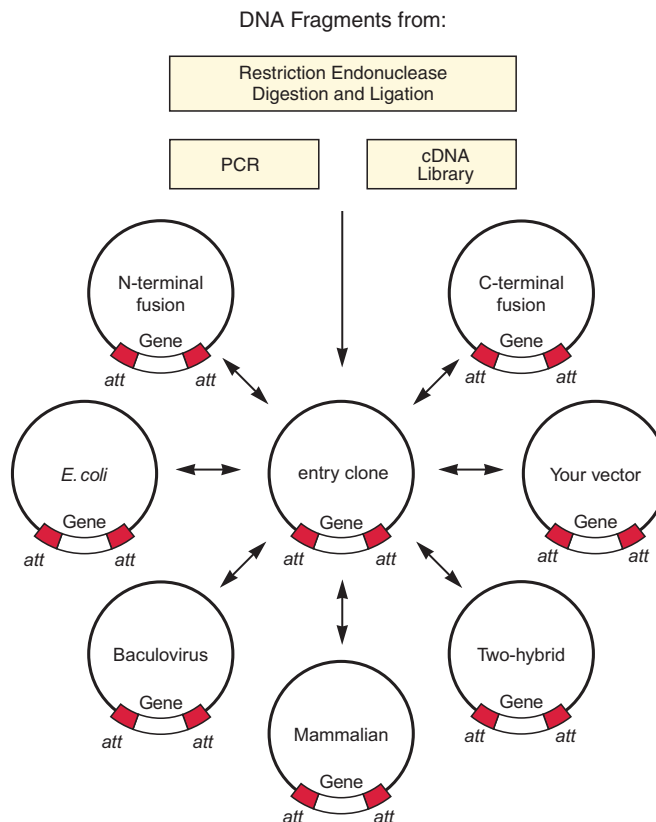 DNA Fragments from:
Restriction Endonuclease
Digestion and Ligation
PCR
cDNA
Library
N-terminal
fusion
Gene
att
att
C-terminal
fusion
Gene
att
att
E. coli
Gene
att
att
entry clone
Gene
att
att
Your vector
Gene
att
att
Baculovirus
Gene
att
att
Mammalian
Gene
att
att
Two-hybrid
Gene
att
att